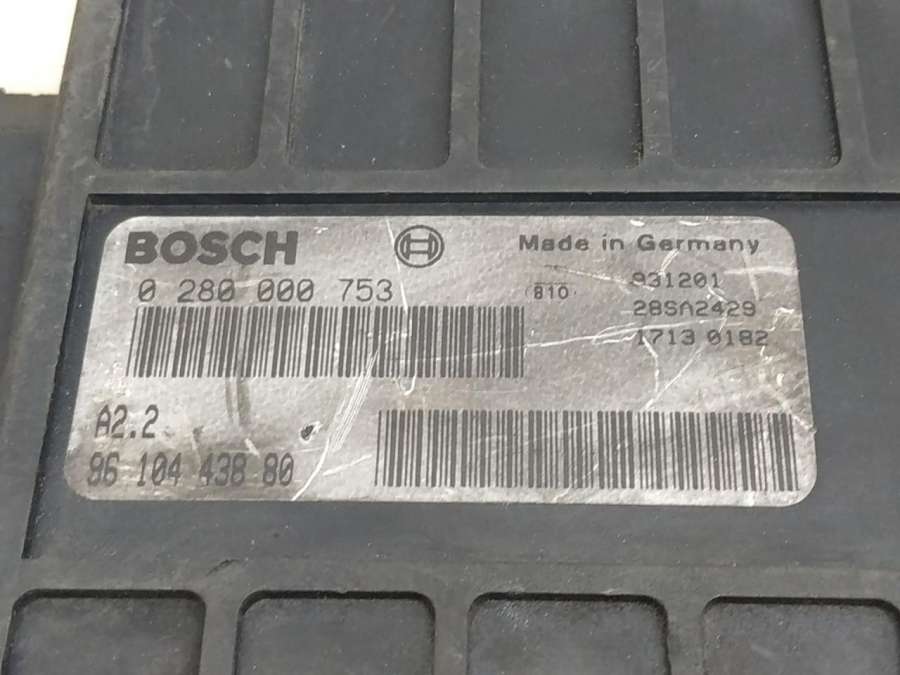 BOSCH
Made in Germany
0 280 000 753
810
931201
28SA2429
1713 0182
A2.2
96 104 438 80